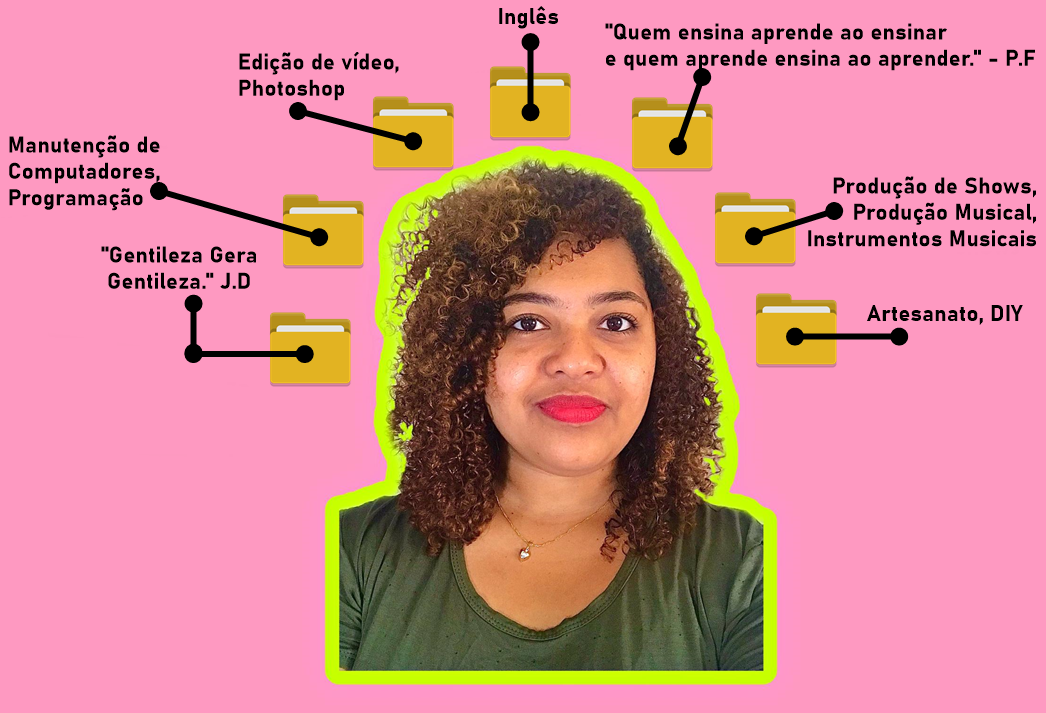 Inglês
"Quem ensina aprende ao ensinar
e quem aprende ensina ao aprender." - P.F
Edição de vídeo,
Photoshop
Manutenção de
Computadores,
Programação
Produção de Shows,
Produção Musical,
Instrumentos Musicais
"Gentileza Gera
Gentileza." J.D
Artesanato, DIY